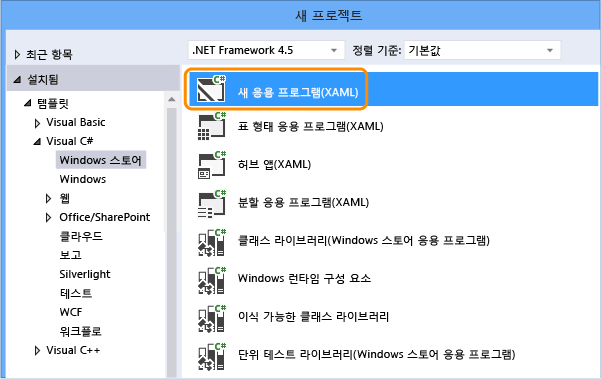 새 프로젝트
최근 항목
.NET Framework 4.5 정렬 기준: 기본값
설치됨
템플릿
Visual Basic
Visual C#
Windows 스토어
Windows
웹
Office/SharePoint
클라우드
보고
Silverlight
테스트
WCF
워크플로
Visual C++
C# 새 응용 프로그램(XAML)
C# 표 형태 응용 프로그램(XAML)
C# 허브 앱(XAML)
C# 분할 응용 프로그램(XAML)
C# 클래스 라이브러리(Windows 스토어 응용 프로그램)
C# Windows 런타임 구성 요소
C# 이식 가능한 클래스 라이브러리
C# 단위 테스트 라이브러리(Windows 스토어 응용 프로그램)